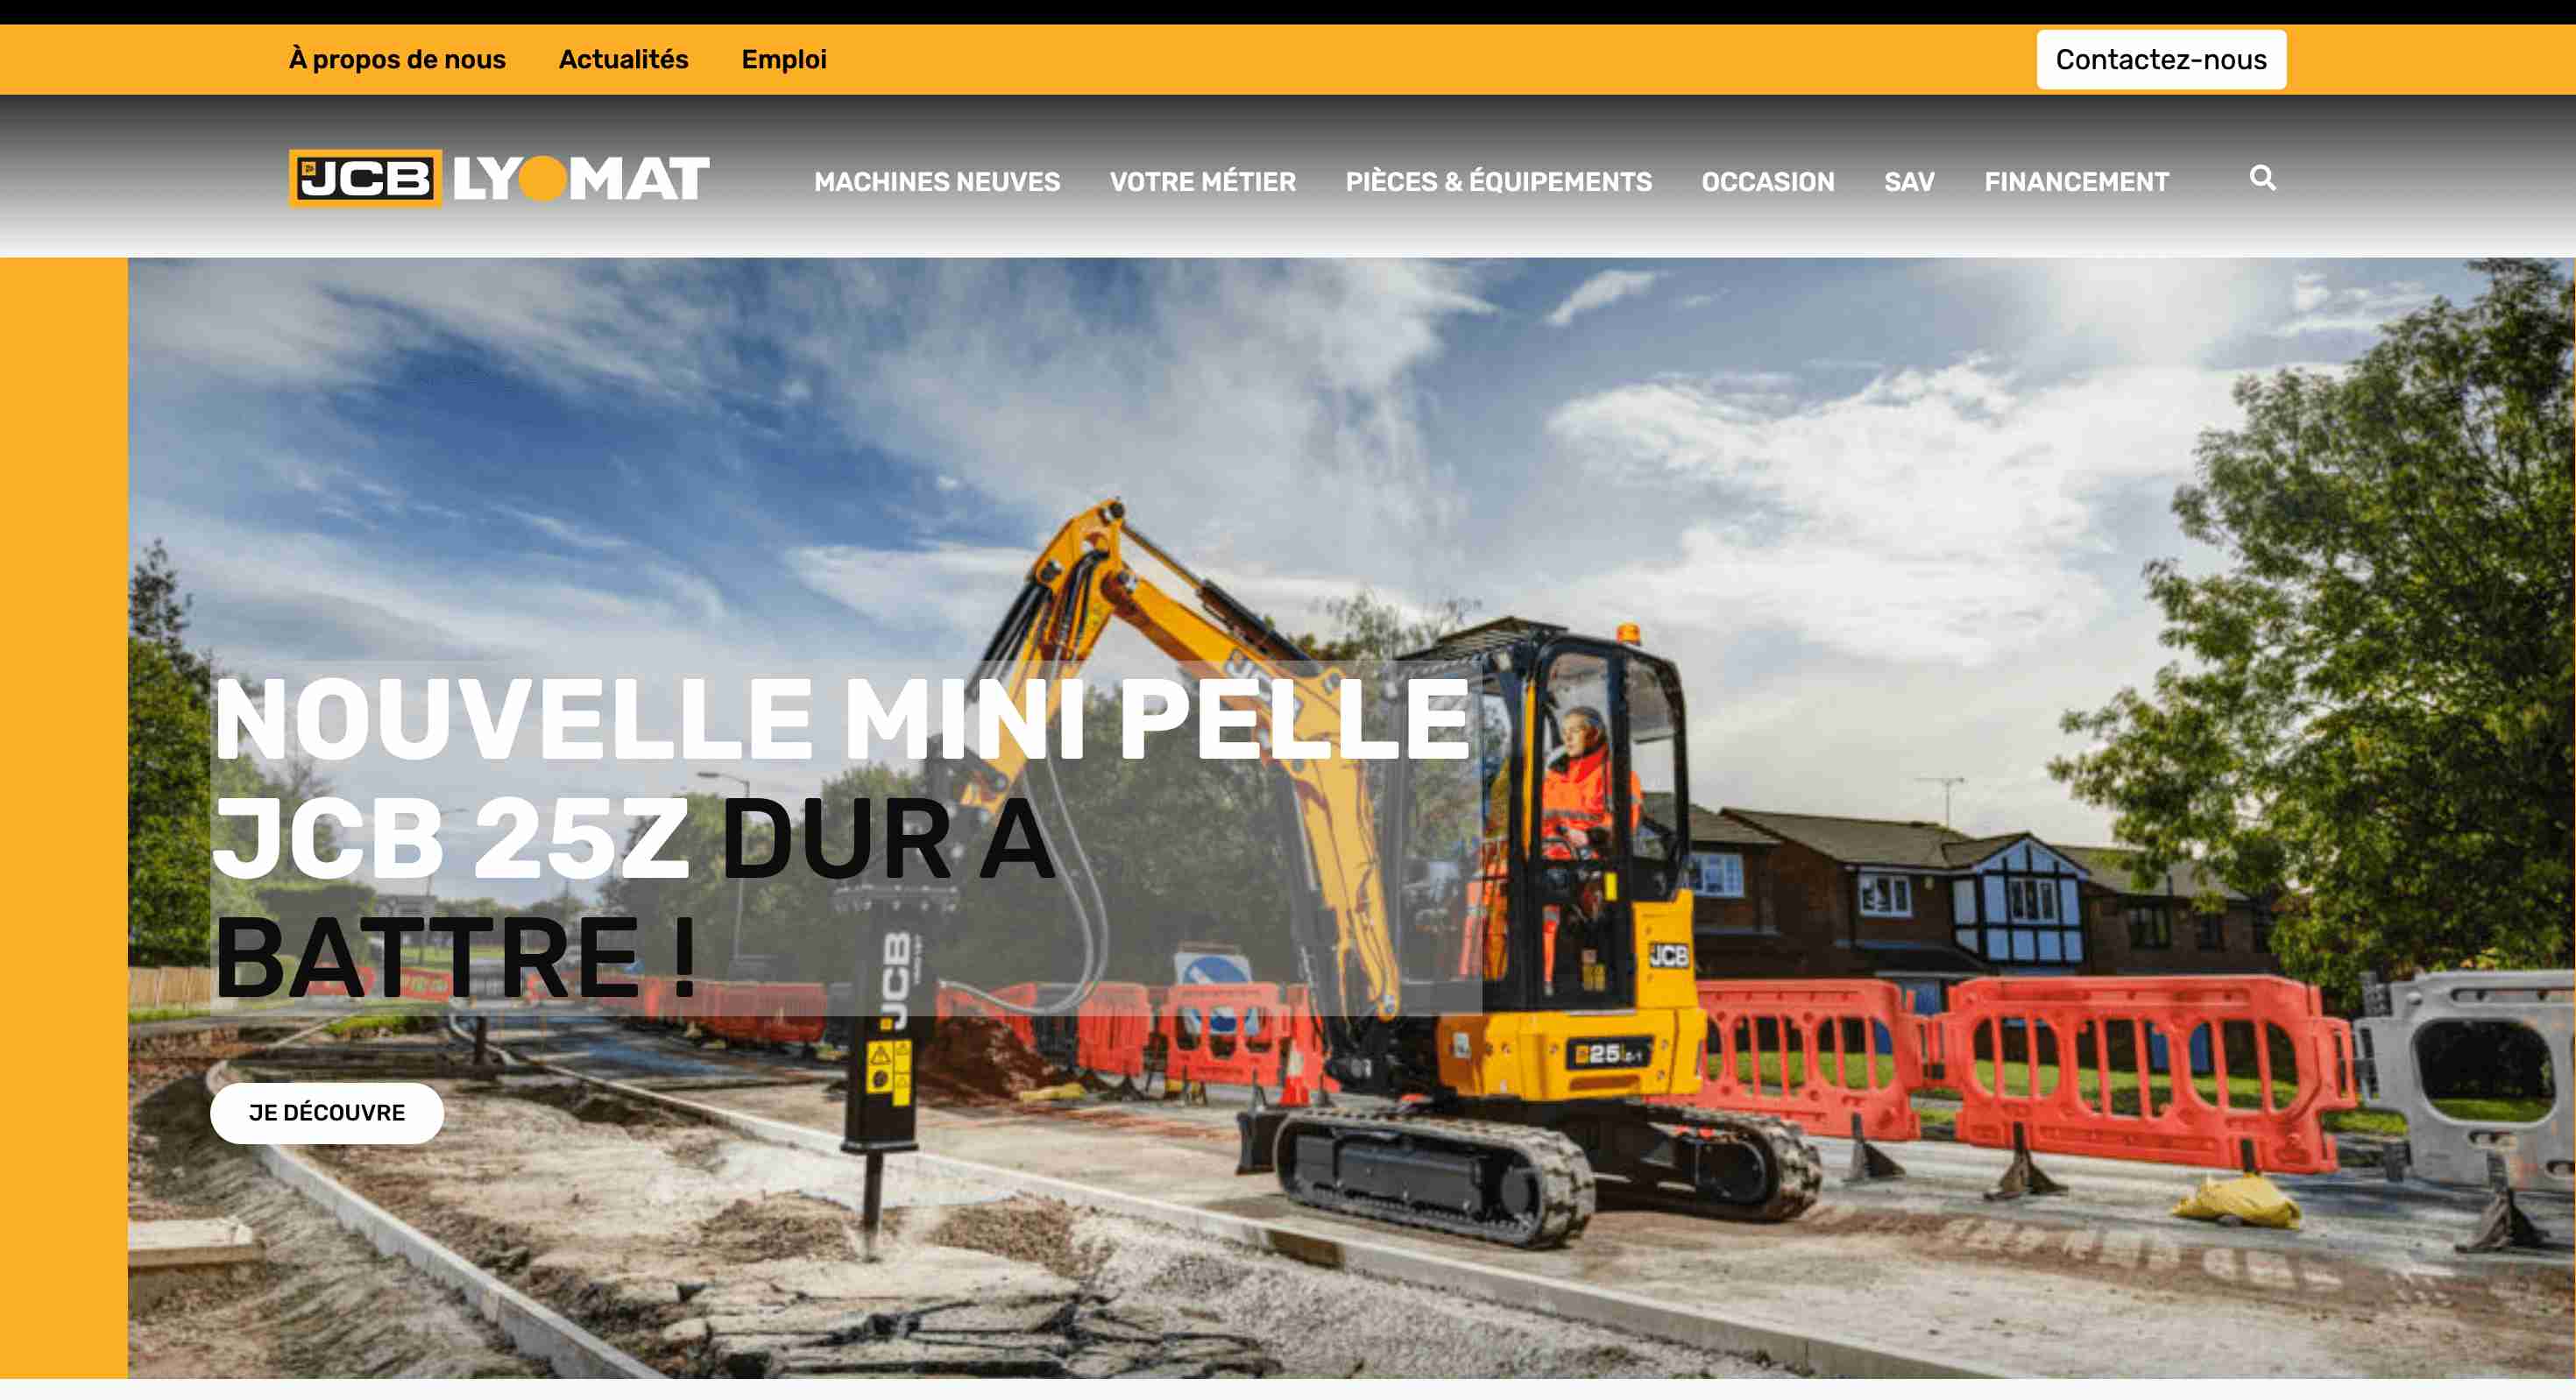 À propos de nous Actualités Emploi Contactez-nous
JCB LYOMAT MACHINES NEUVES VOTRE MÉTIER PIÈCES & ÉQUIPEMENTS OCCASION SAV FINANCEMENT
NOUVELLE MINI PELLE
JCB 25Z DUR A
BATTRE !
JCB
JCB
25Z-1
JE DÉCOUVRE